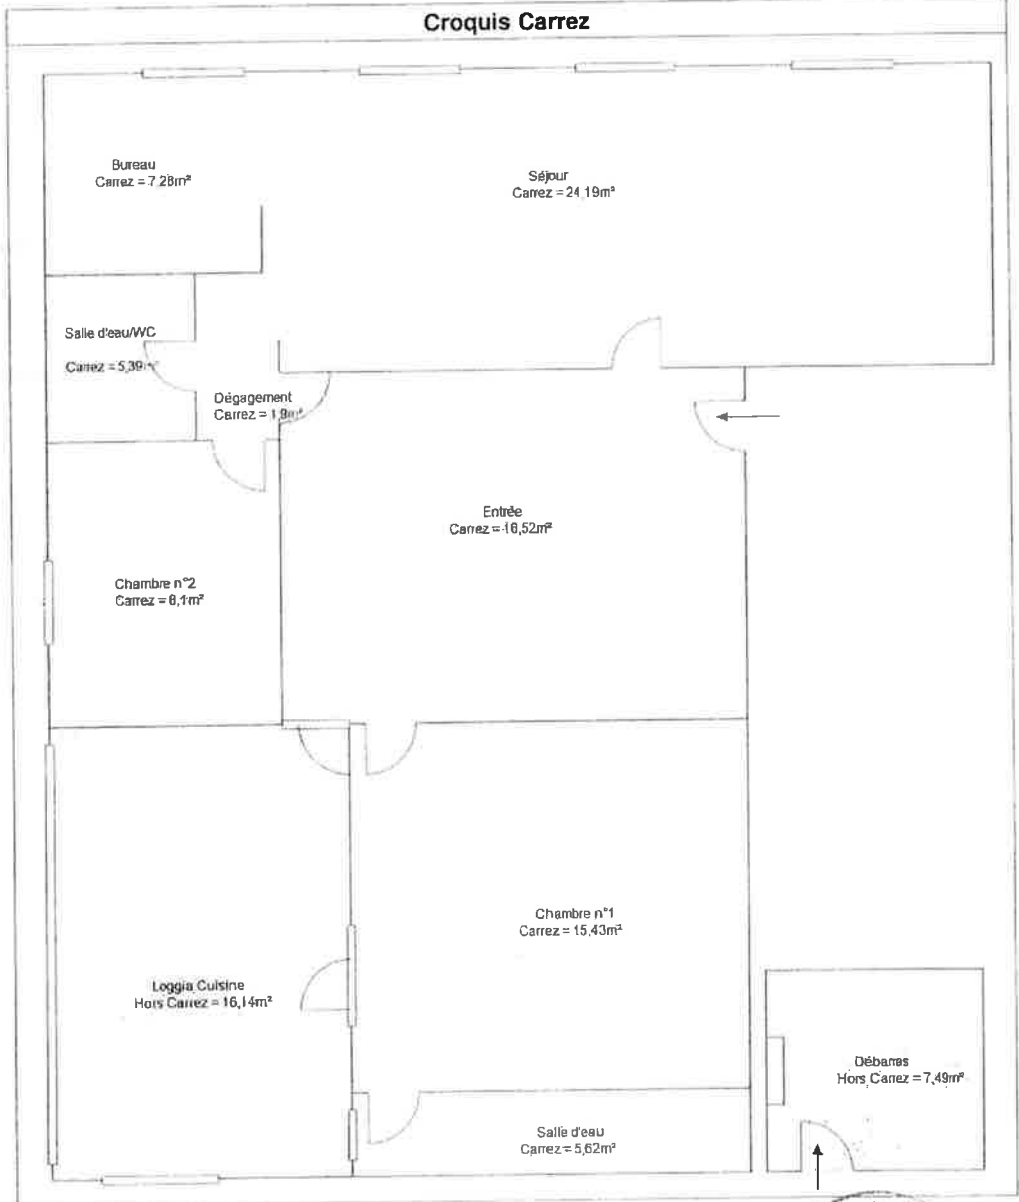 Croquis Carrez
Bureau
Carrez = 7,28m²
Séjour
Carrez = 24,19m²
Salle d'eau/WC
Carrez = 5,39m²
Dégagement
Carrez = 1,9m²
Entrée
Carrez = 16,52m²
Chambre n°2
Carrez = 8,1m²
Chambre n°1
Carrez = 15,43m²
Loggia Cuisine
Hors Carrez = 16,14m²
Débarras
Hors Carrez = 7,49m²
Salle d'eau
Carrez = 5,62m²